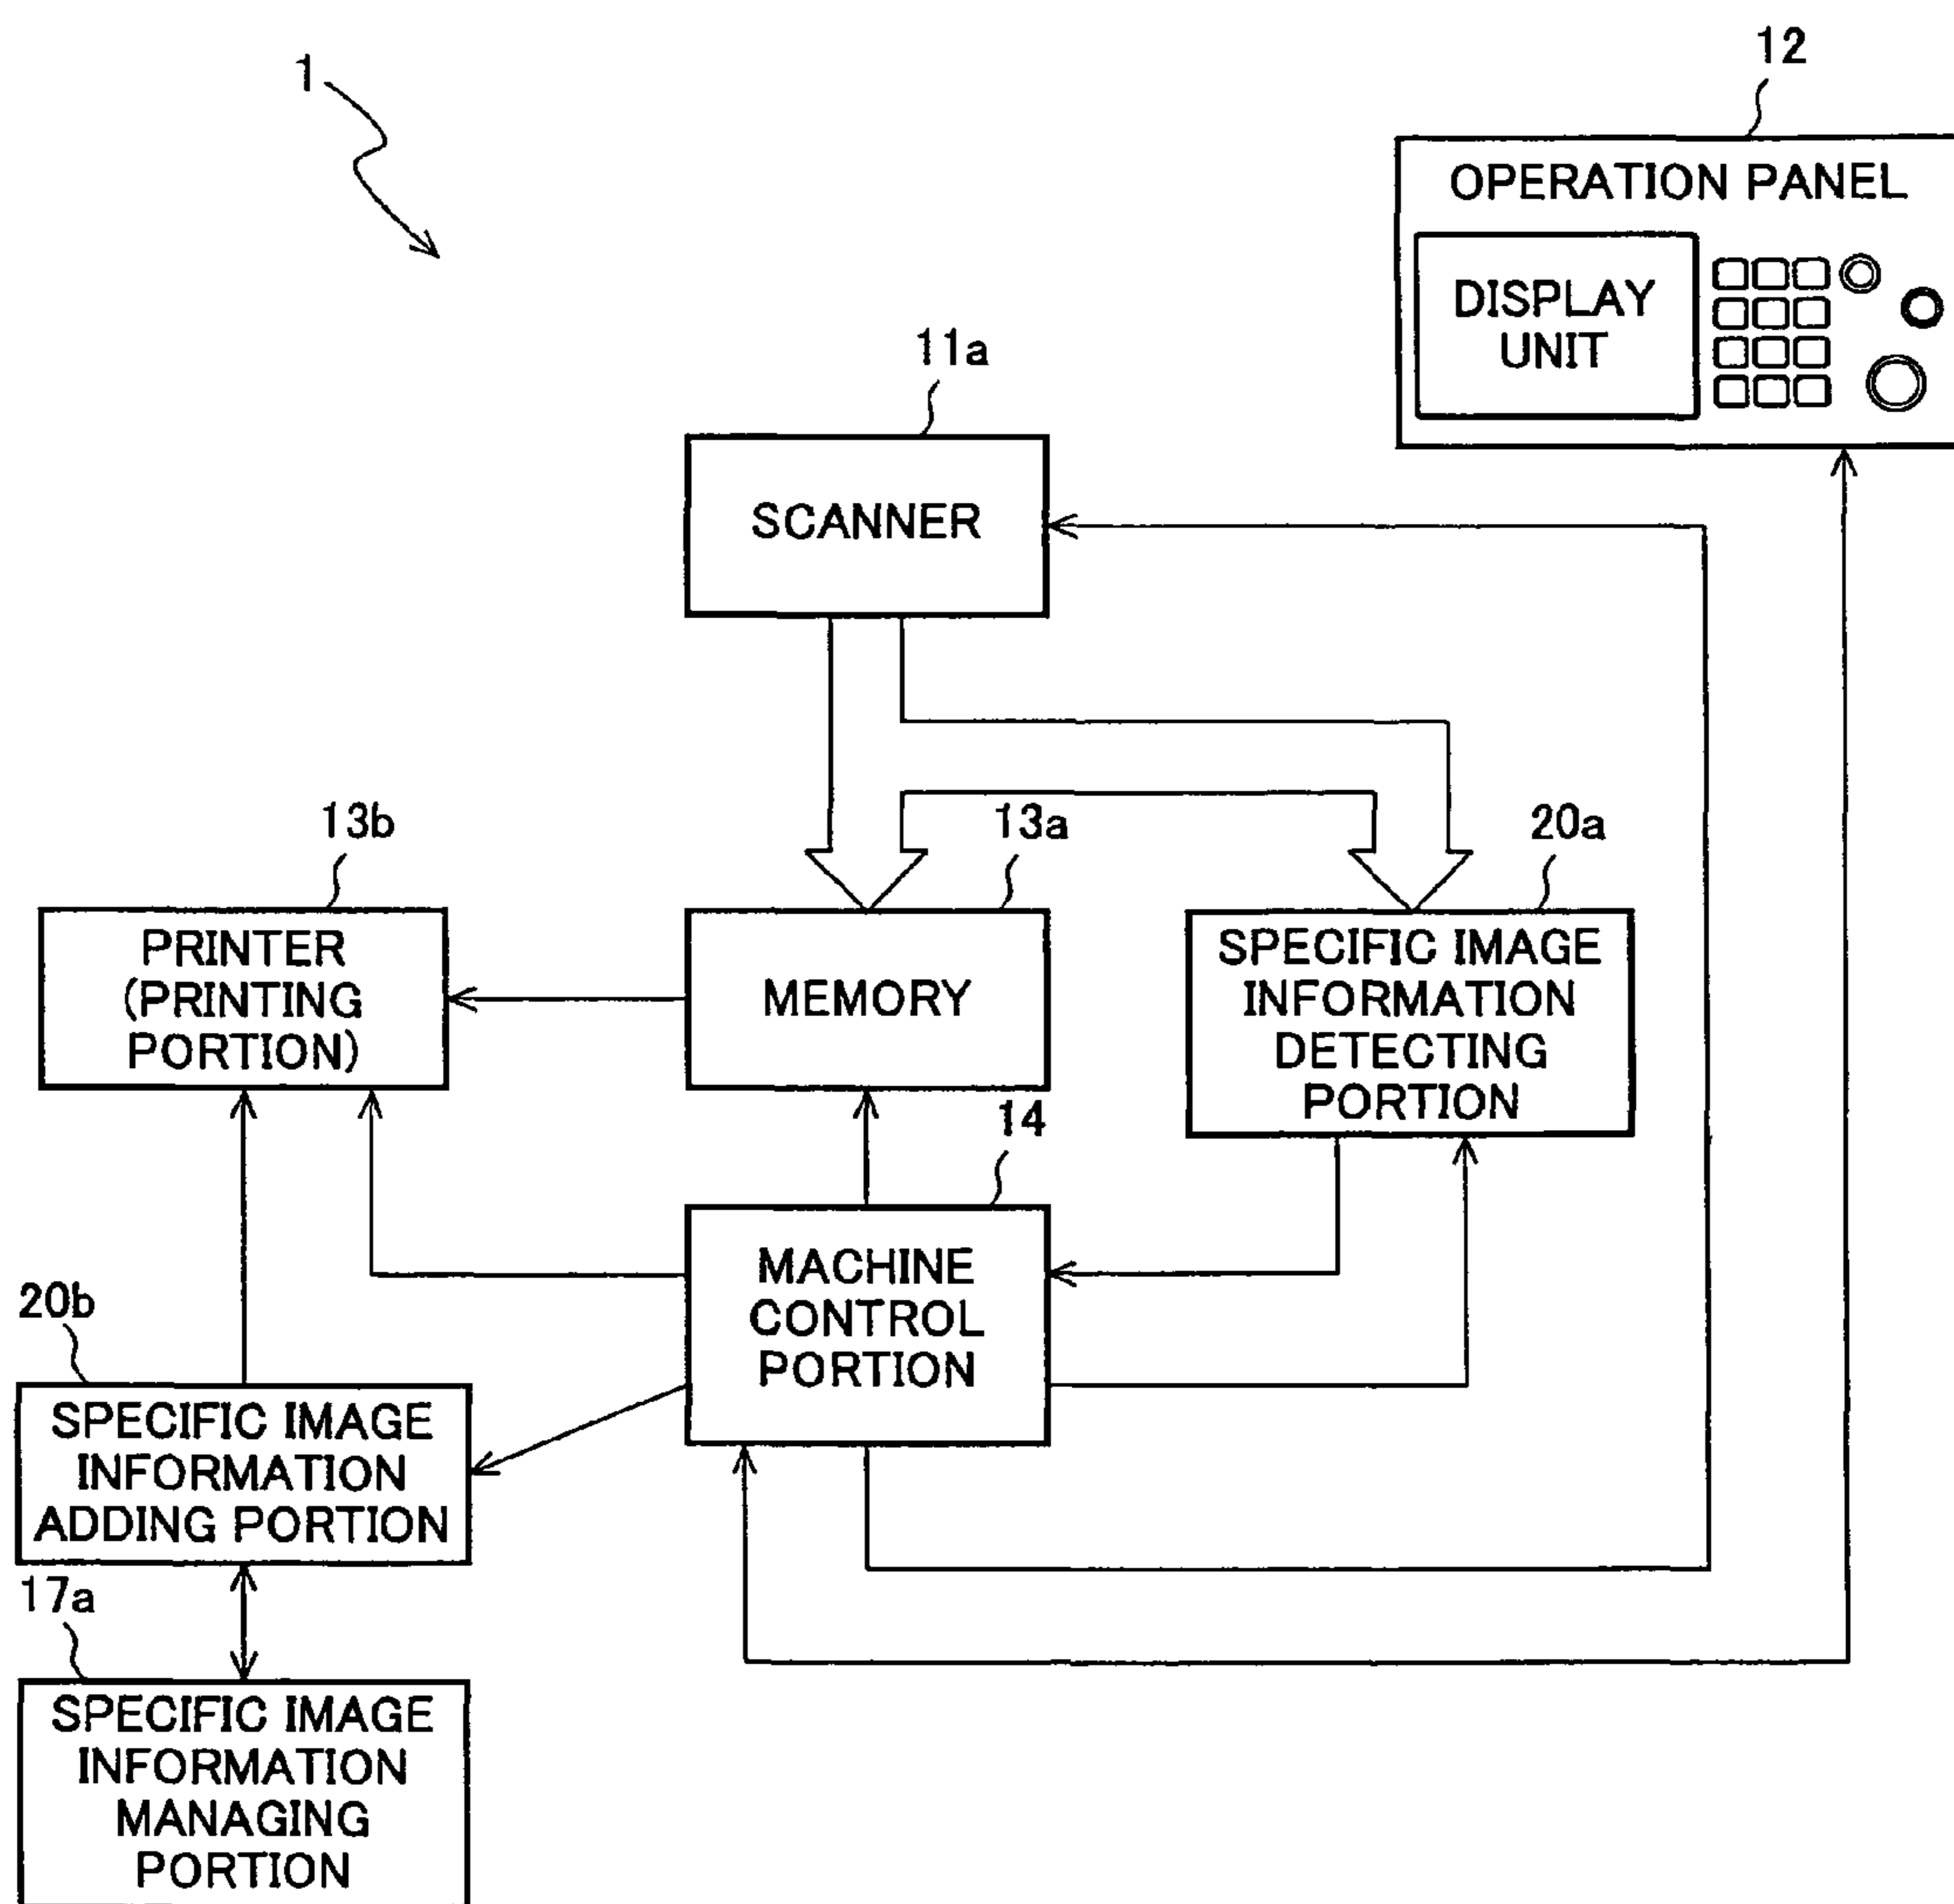 1
12
OPERATION PANEL
DISPLAY
UNIT
11a
SCANNER
13b
13a
20a
PRINTER
(PRINTING
PORTION)
MEMORY
SPECIFIC IMAGE
INFORMATION
DETECTING
PORTION
14
MACHINE
CONTROL
PORTION
20b
SPECIFIC IMAGE
INFORMATION
ADDING PORTION
17a
SPECIFIC IMAGE
INFORMATION
MANAGING
PORTION